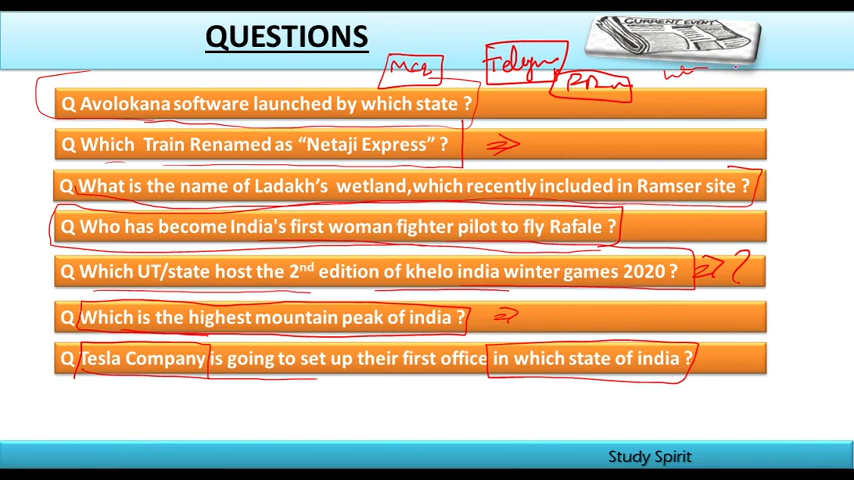 QUESTIONS
CURRENT EVENT
Mcq
Q Avolokana software launched by which state ?
Q Which Train Renamed as “Netaji Express” ?
Q What is the name of Ladakh’s wetland,which recently included in Ramser site ?
Q Who has become India's first woman fighter pilot to fly Rafale ?
Q Which UT/state host the 2nd edition of khelo india winter games 2020 ?
Q Which is the highest mountain peak of india ?
Q Tesla Company is going to set up their first office in which state of india ?
Study Spirit